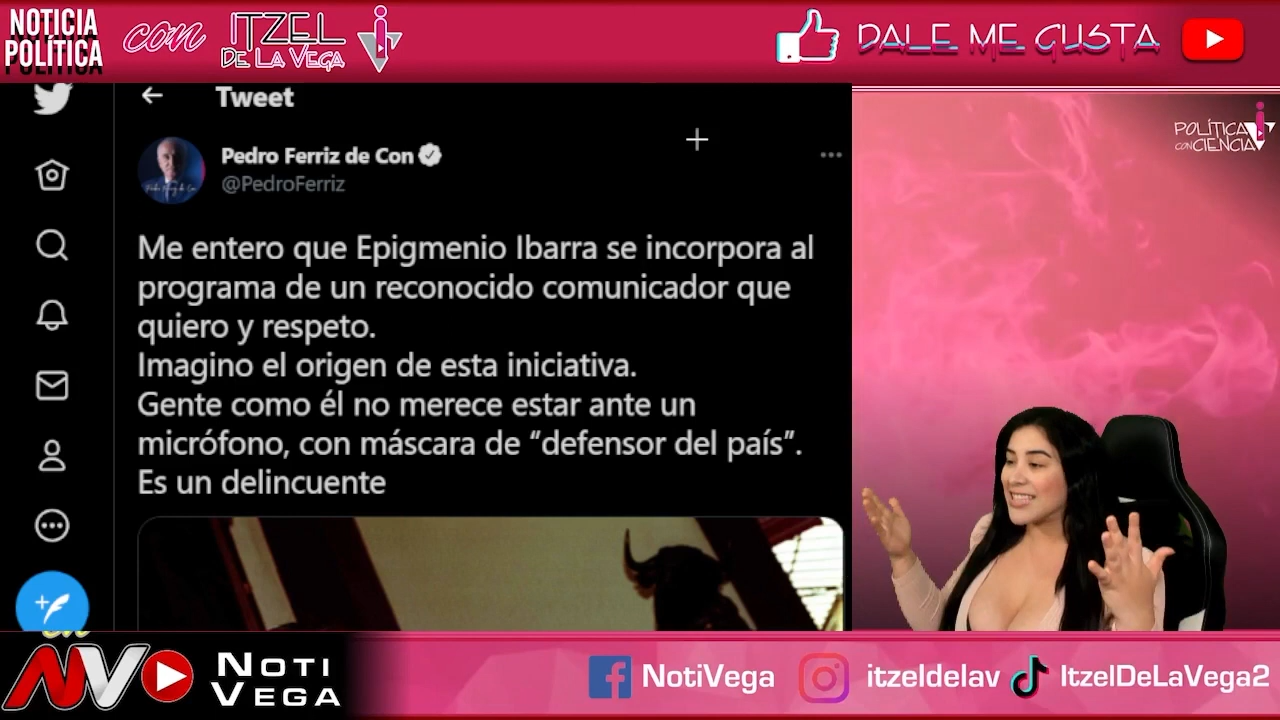 NOTICIA
POLÍTICA
con
ITZEL
DE LA VEGA
DALE ME GUSTA
Tweet
Pedro Ferriz de Con
@PedroFerriz
Me entero que Epigmenio Ibarra se incorpora al
programa de un reconocido comunicador que
quiero y respeto.
Imagino el origen de esta iniciativa.
Gente como él no merece estar ante un
micrófono, con máscara de “defensor del país”.
Es un delincuente
POLÍTICA
CON CIENCIA
en
NV
NOTI
VEGA
NotiVega
itzeldelav
ItzelDeLaVega2